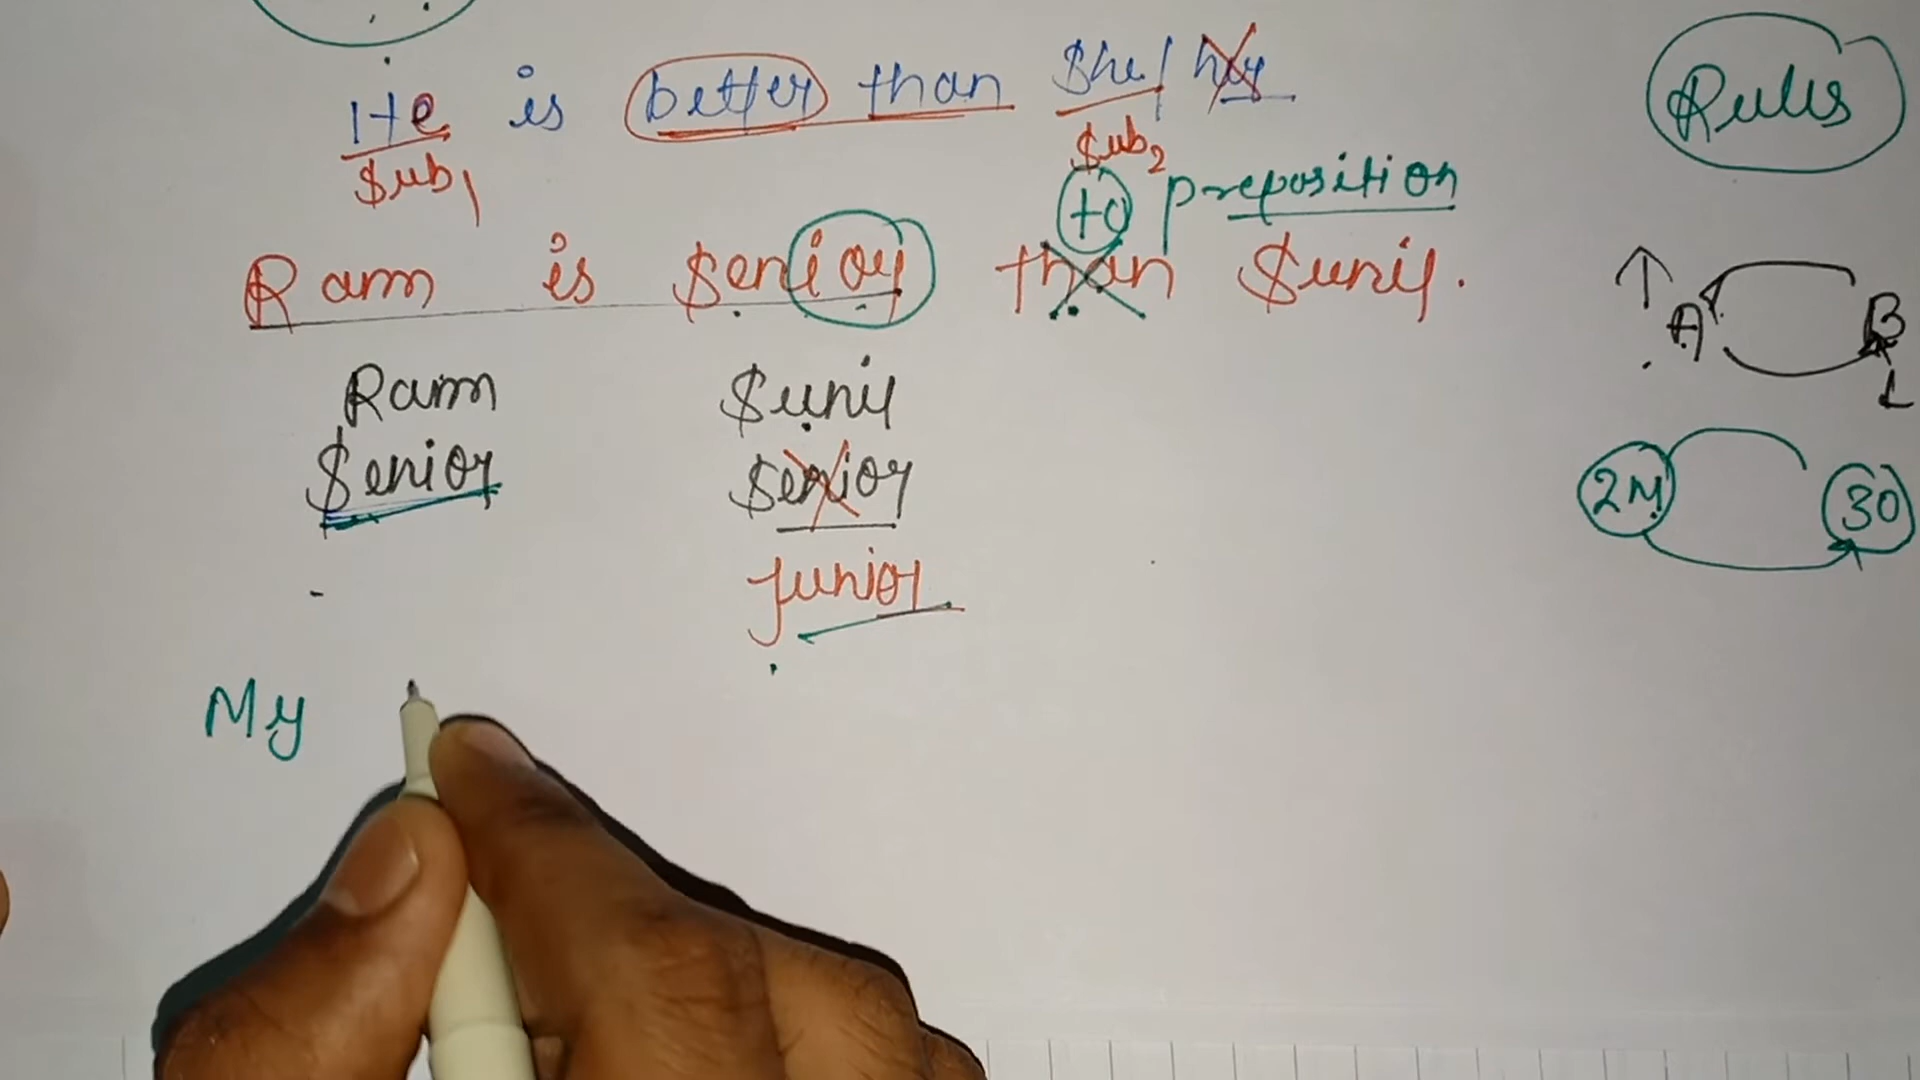 He is better than She/ her
Sub1 Sub2
to preposition
Ram is Senior than Sunil.
Ram Sunil
Senior Senior
junior
My
Rules
A B
L
2M 30